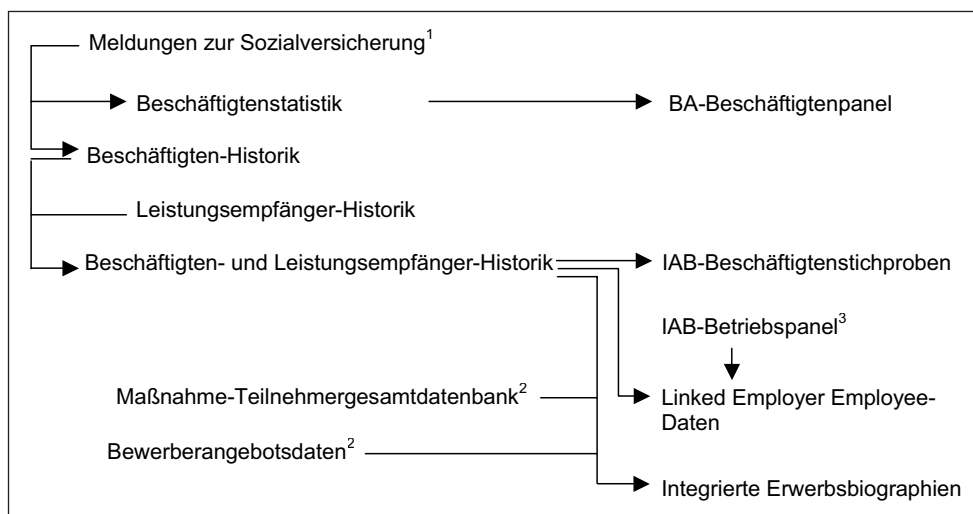 Meldungen zur Sozialversicherung¹
Beschäftigtenstatistik
BA-Beschäftigtenpanel
Beschäftigten-Historik
Leistungsempfänger-Historik
Beschäftigten- und Leistungsempfänger-Historik
IAB-Beschäftigtenstichproben
IAB-Betriebspanel³
Maßnahme-Teilnehmergesamtdatenbank²
Linked Employer Employee-
Daten
Bewerberangebotsdaten²
Integrierte Erwerbsbiographien